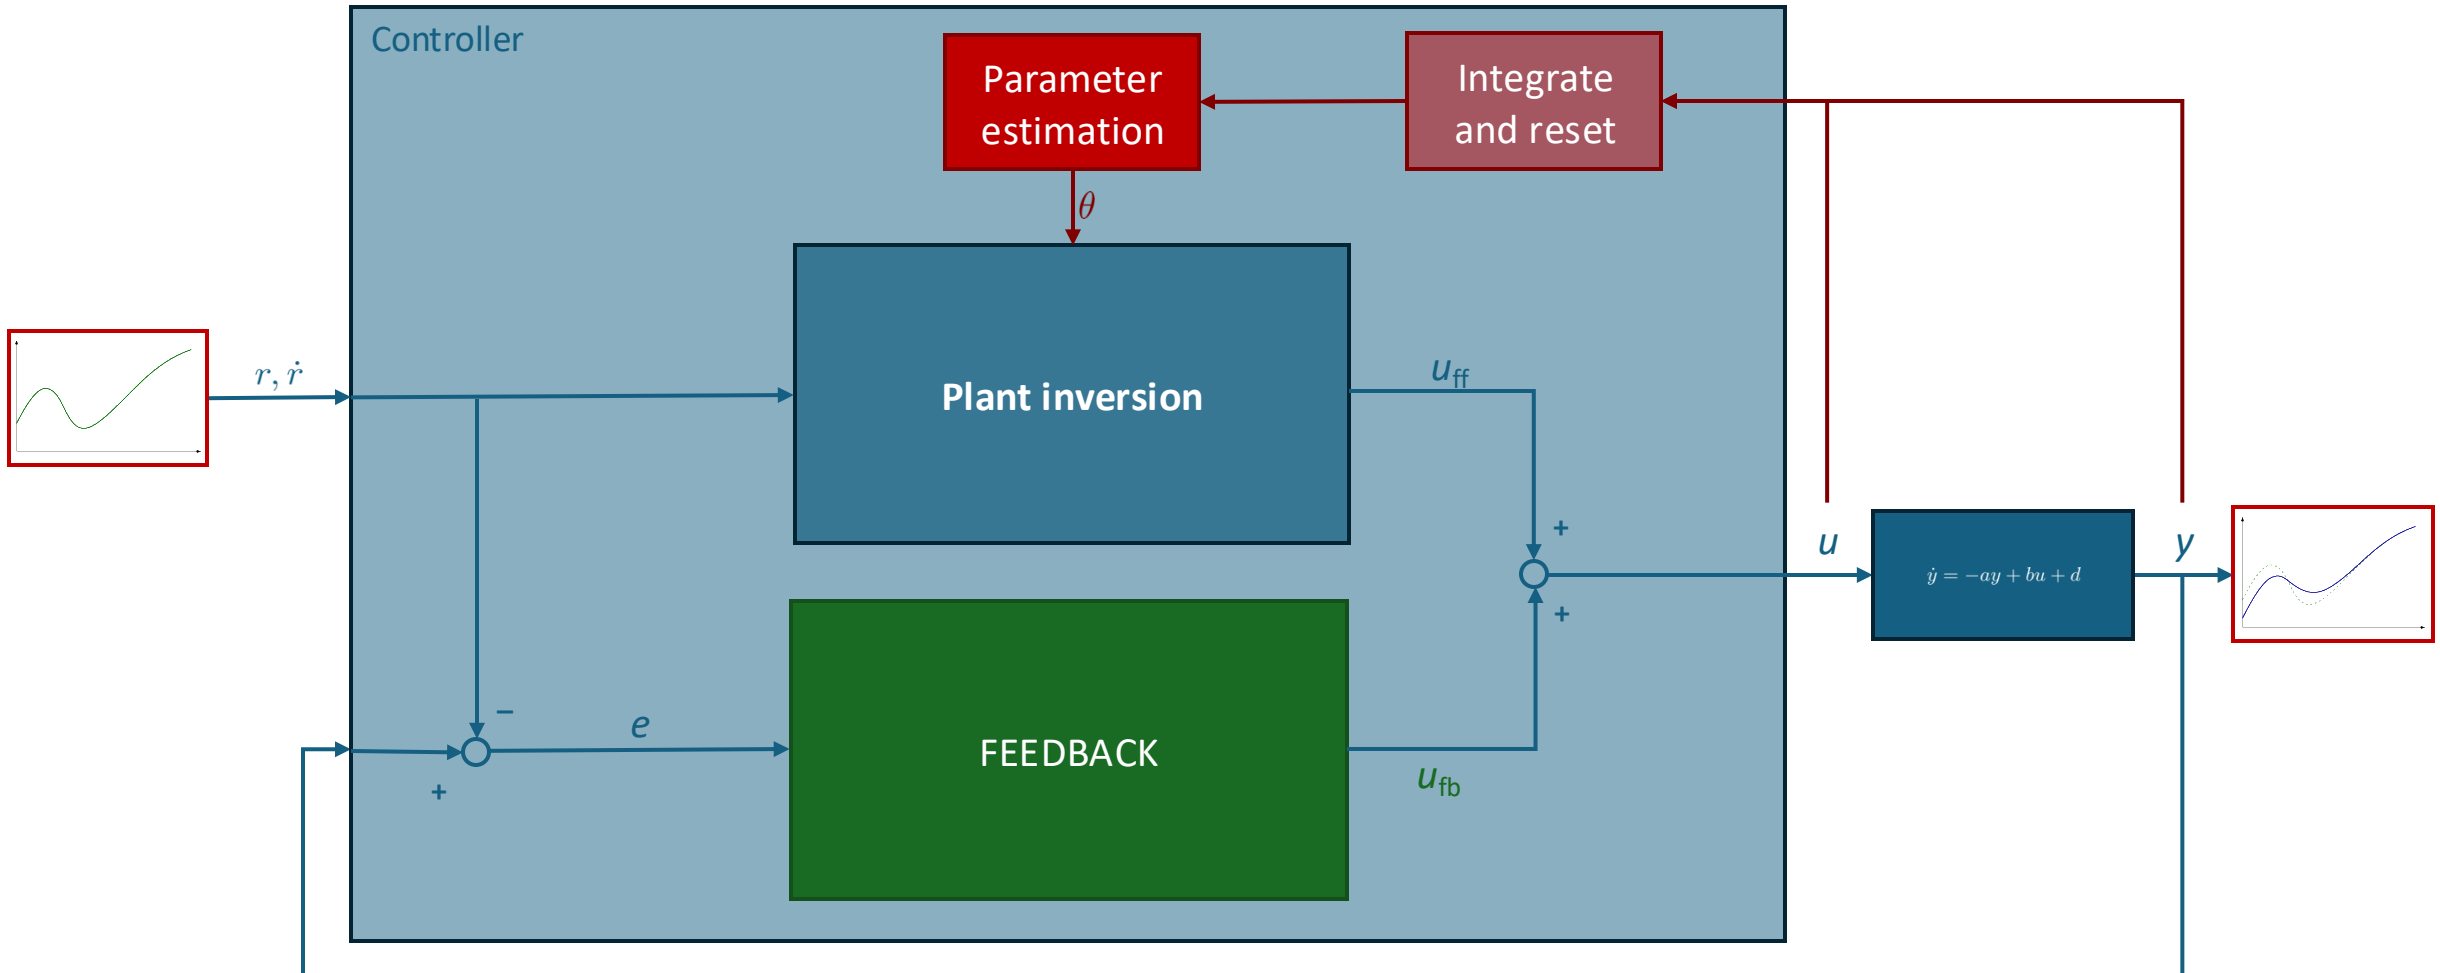 Controller
Parameter
estimation
Integrate
and reset
θ
r, ṙ
Plant inversion
u_ff
+
u
ẏ = −ay + bu + d
y
+
−
e
FEEDBACK
u_fb
+